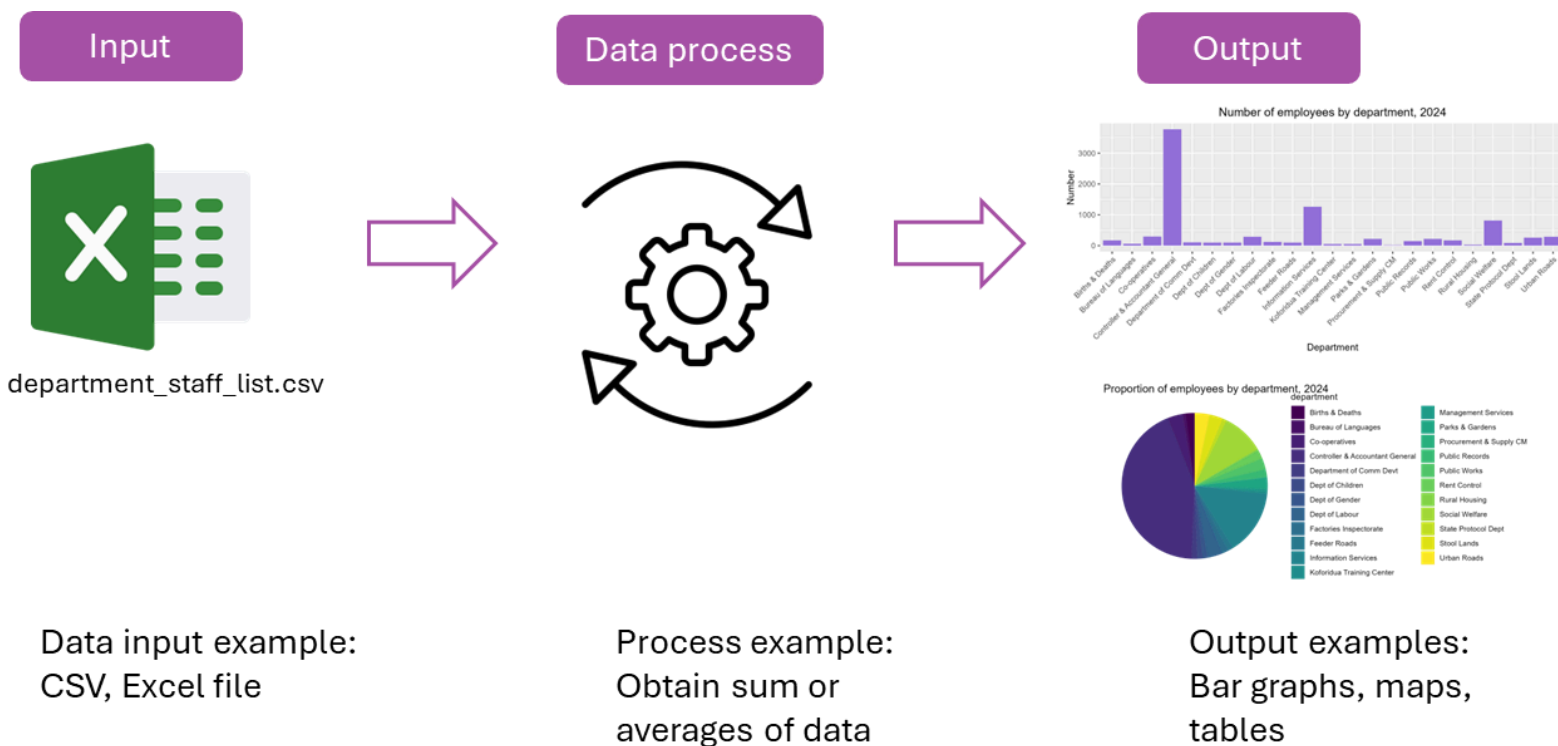 Input
Data process
Output
X
department_staff_list.csv
Number of employees by department, 2024
Number
3000
2000
1000
0
Births & Deaths
Bureau of Languages
Co-operatives
Controller & Accountant General
Department of Comm Devt
Dept of Children
Dept of Gender
Dept of Labour
Factories Inspectorate
Feeder Roads
Information Services
Koforidua Training Center
Management Services
Parks & Gardens
Procurement & Supply CM
Public Records
Public Works
Rent Control
Rural Housing
Social Welfare
State Protocol Dept
Stool Lands
Urban Roads
Department
Proportion of employees by department, 2024
department
Births & Deaths
Bureau of Languages
Co-operatives
Controller & Accountant General
Department of Comm Devt
Dept of Children
Dept of Gender
Dept of Labour
Factories Inspectorate
Feeder Roads
Information Services
Koforidua Training Center
Management Services
Parks & Gardens
Procurement & Supply CM
Public Records
Public Works
Rent Control
Rural Housing
Social Welfare
State Protocol Dept
Stool Lands
Urban Roads
Data input example:
CSV, Excel file
Process example:
Obtain sum or
averages of data
Output examples:
Bar graphs, maps,
tables